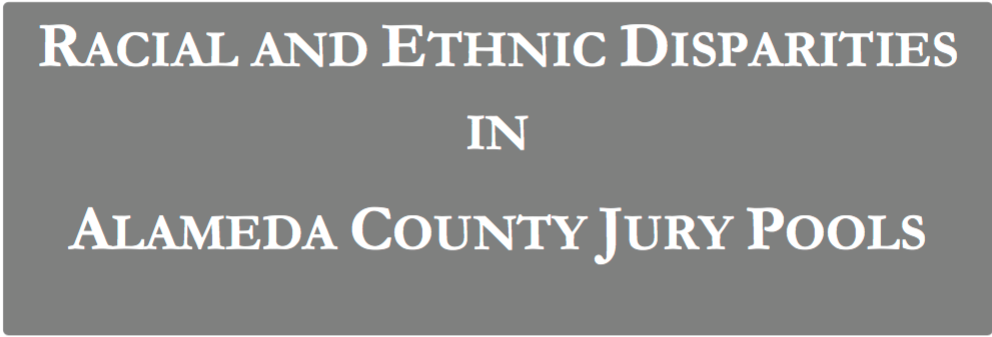 RACIAL AND ETHNIC DISPARITIES
IN
ALAMEDA COUNTY JURY POOLS